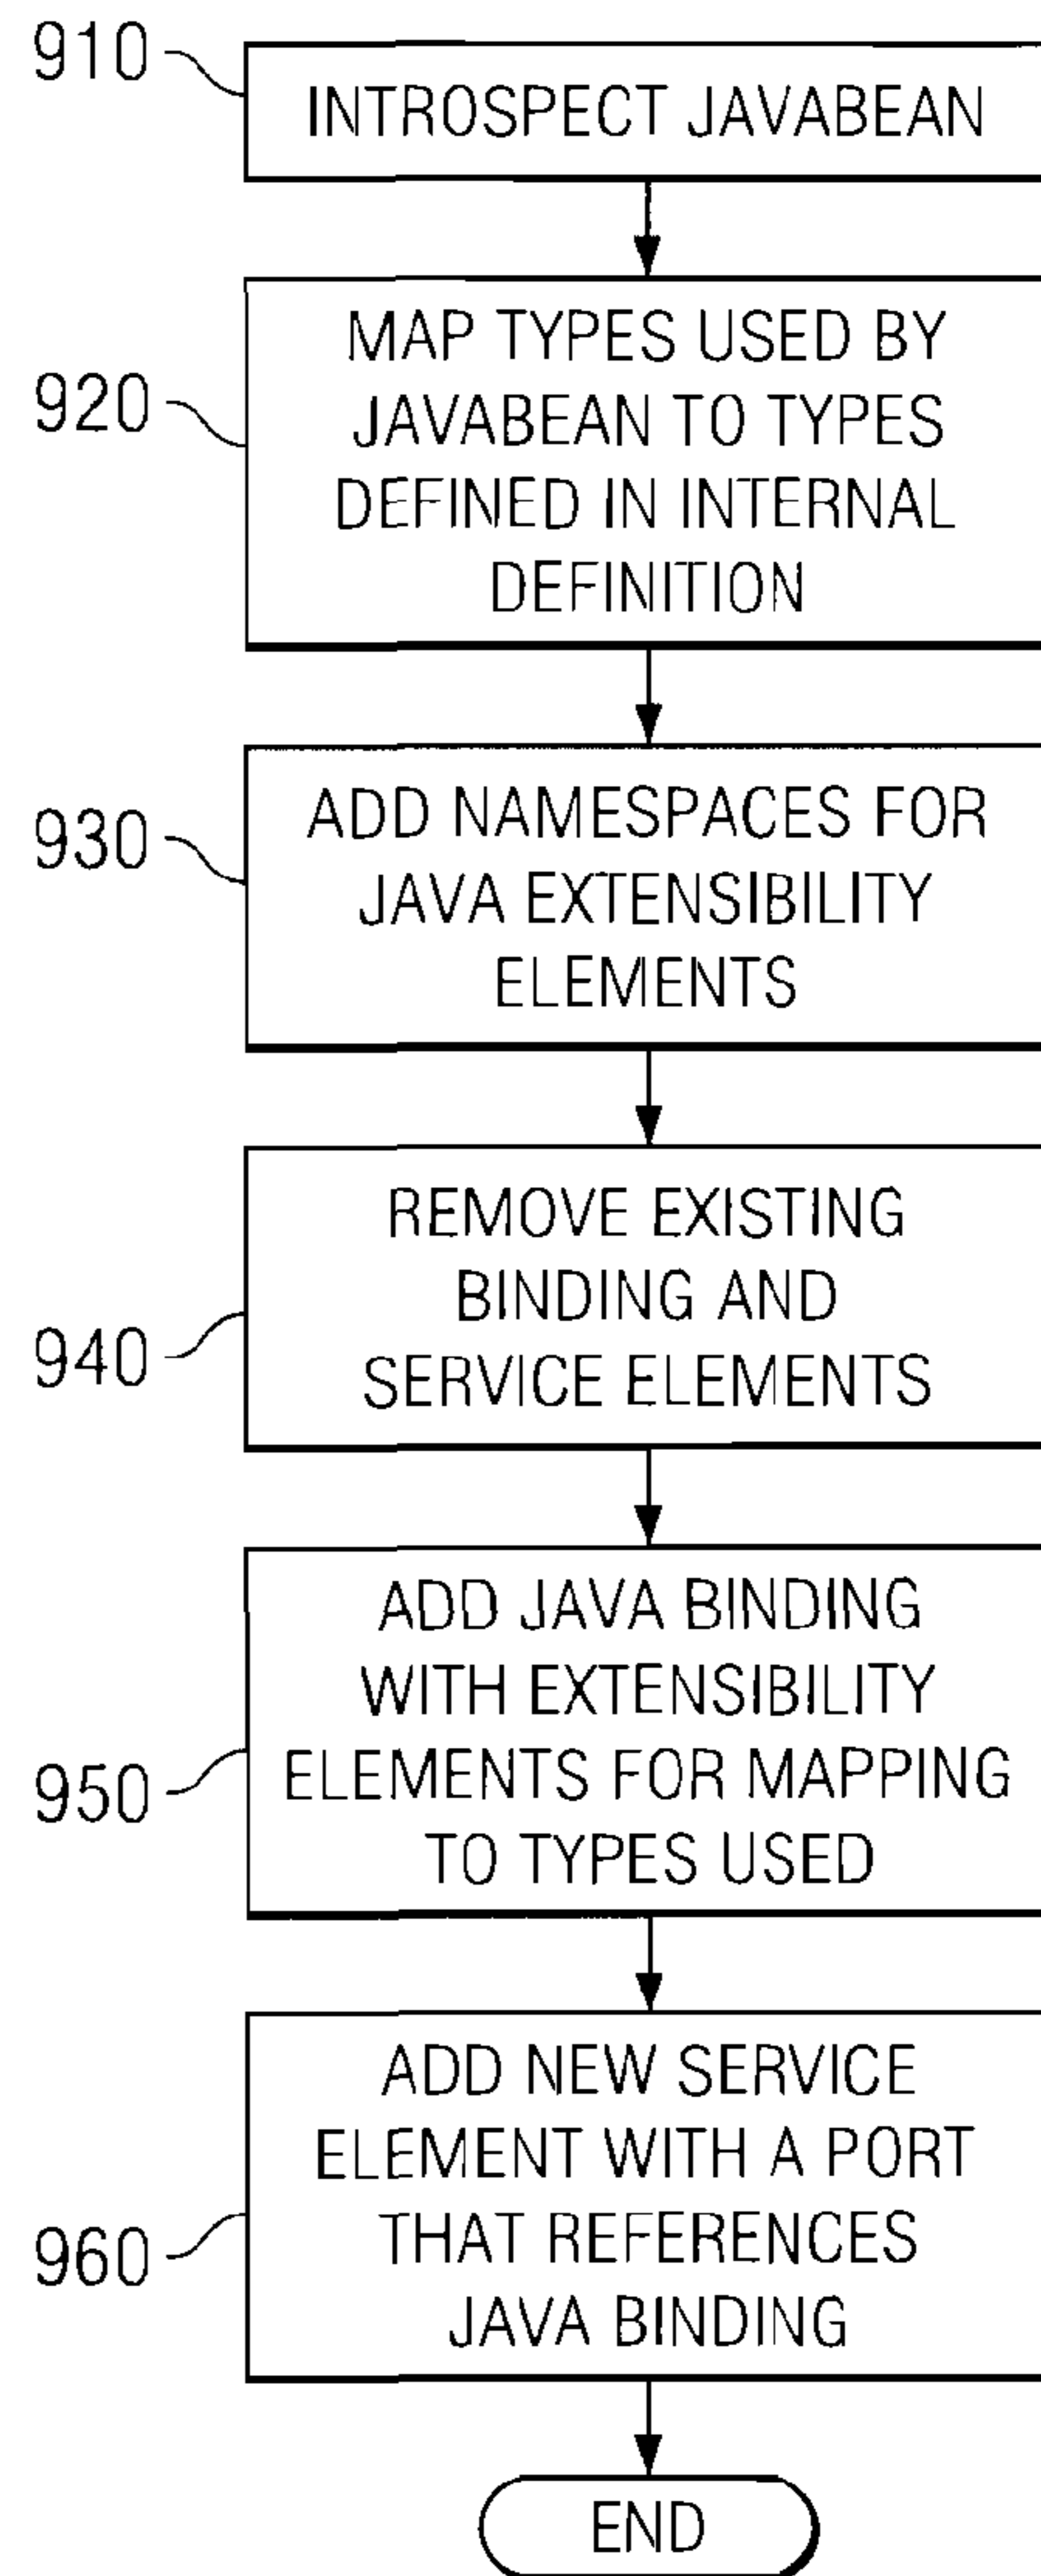 910
INTROSPECT JAVABEAN
920
MAP TYPES USED BY
JAVABEAN TO TYPES
DEFINED IN INTERNAL
DEFINITION
930
ADD NAMESPACES FOR
JAVA EXTENSIBILITY
ELEMENTS
940
REMOVE EXISTING
BINDING AND
SERVICE ELEMENTS
950
ADD JAVA BINDING
WITH EXTENSIBILITY
ELEMENTS FOR MAPPING
TO TYPES USED
960
ADD NEW SERVICE
ELEMENT WITH A PORT
THAT REFERENCES
JAVA BINDING
END